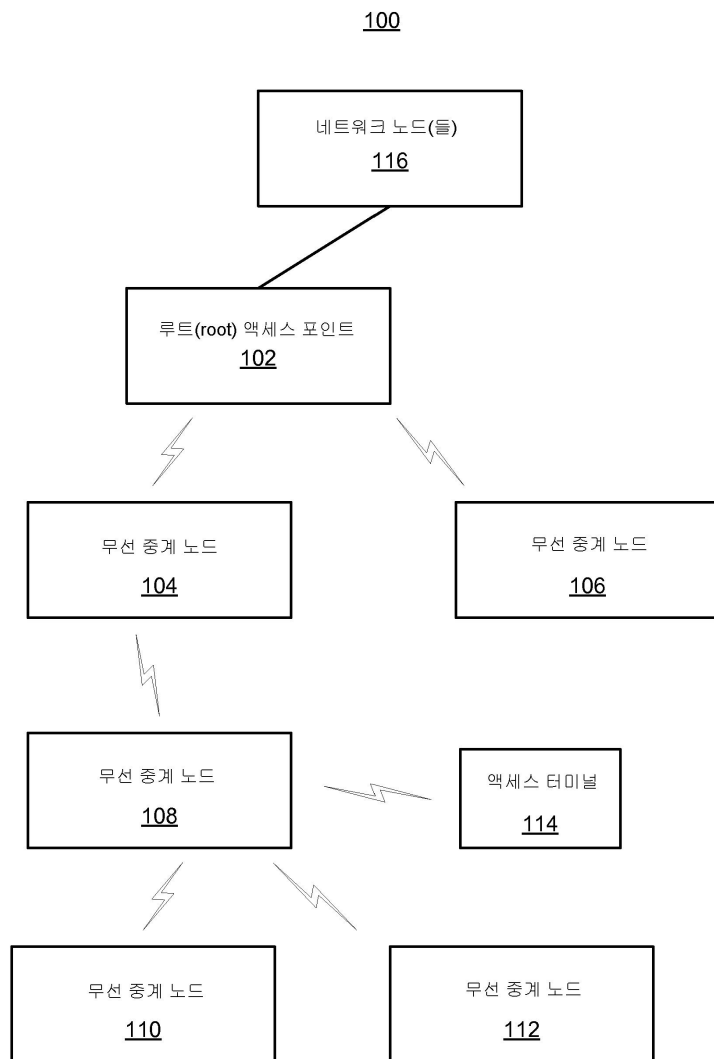 100
네트워크 노드(들)
116
루트(root) 액세스 포인트
102
무선 중계 노드
104
무선 중계 노드
106
무선 중계 노드
108
액세스 터미널
114
무선 중계 노드
110
무선 중계 노드
112